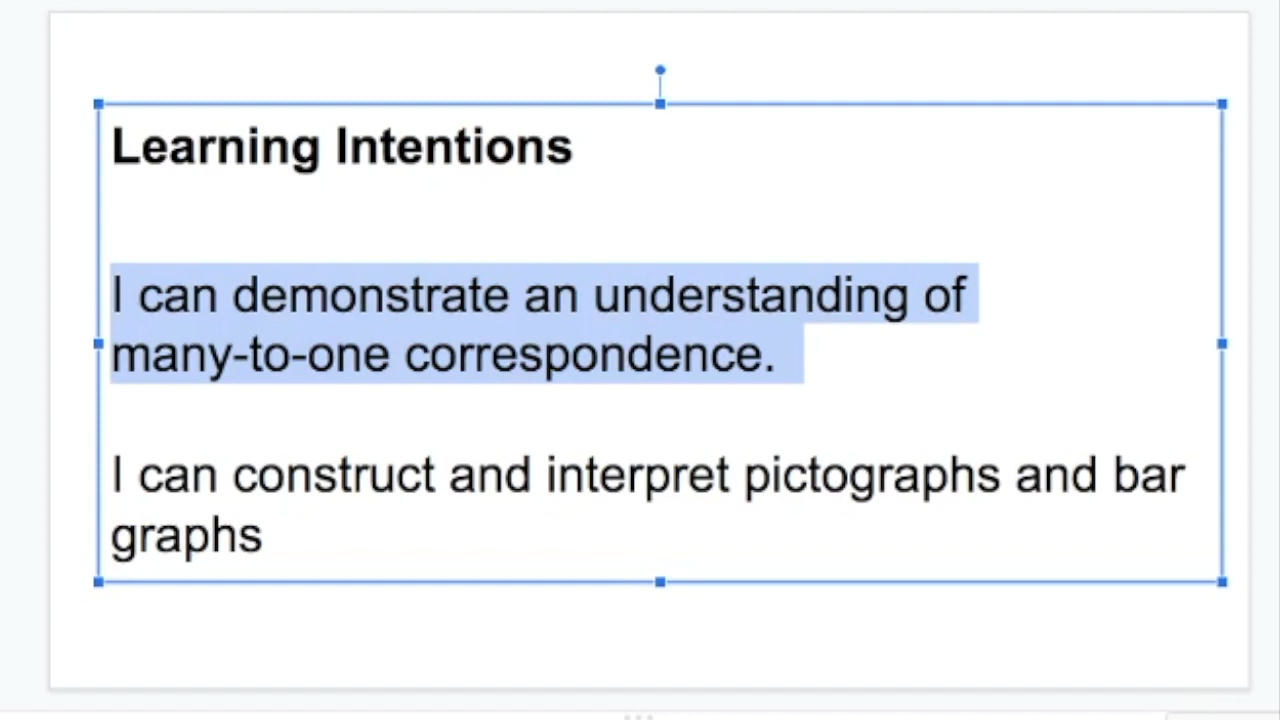 Learning Intentions
I can demonstrate an understanding of
many-to-one correspondence.
I can construct and interpret pictographs and bar
graphs